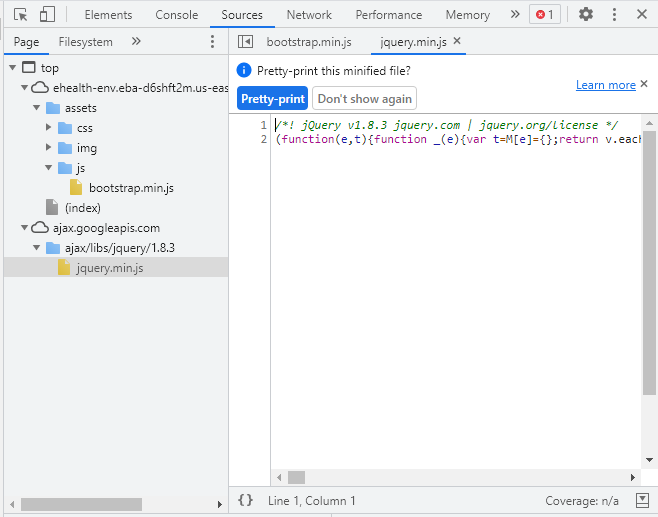 Elements Console Sources Network Performance Memory » 1
Page Filesystem »
bootstrap.min.js jquery.min.js ×
top
ehealth-env.eba-d6shft2m.us-eas
assets
css
img
js
bootstrap.min.js
(index)
ajax.googleapis.com
ajax/libs/jquery/1.8.3
jquery.min.js
Pretty-print this minified file?
Learn more ×
Pretty-print Don't show again
1 /*! jQuery v1.8.3 jquery.com | jquery.org/license */
2 (function(e,t){function _(e){var t=M[e]={};return v.each
{} Line 1, Column 1 Coverage: n/a